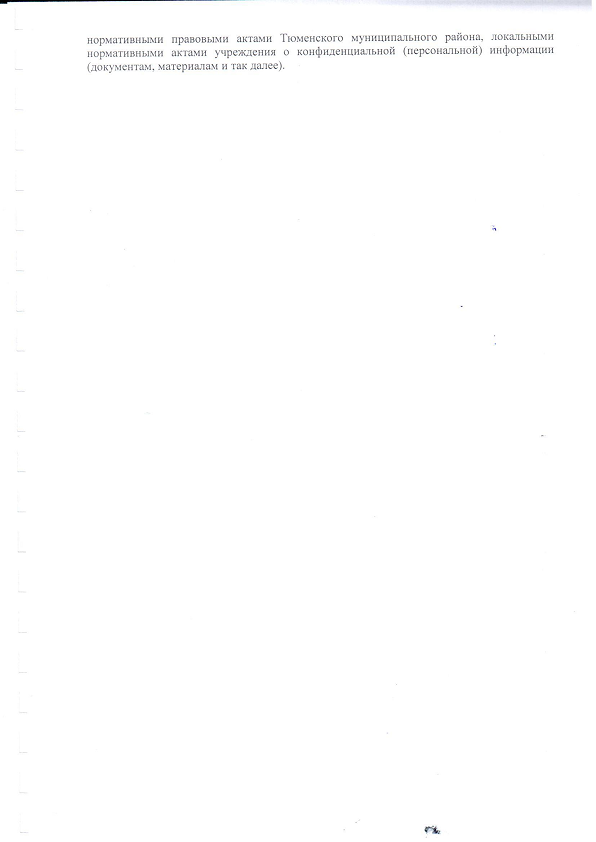 нормативными правовыми актами Тюменского муниципального района, локальными
нормативными актами учреждения о конфиденциальной (персональной) информации
(документам, материалам и так далее).